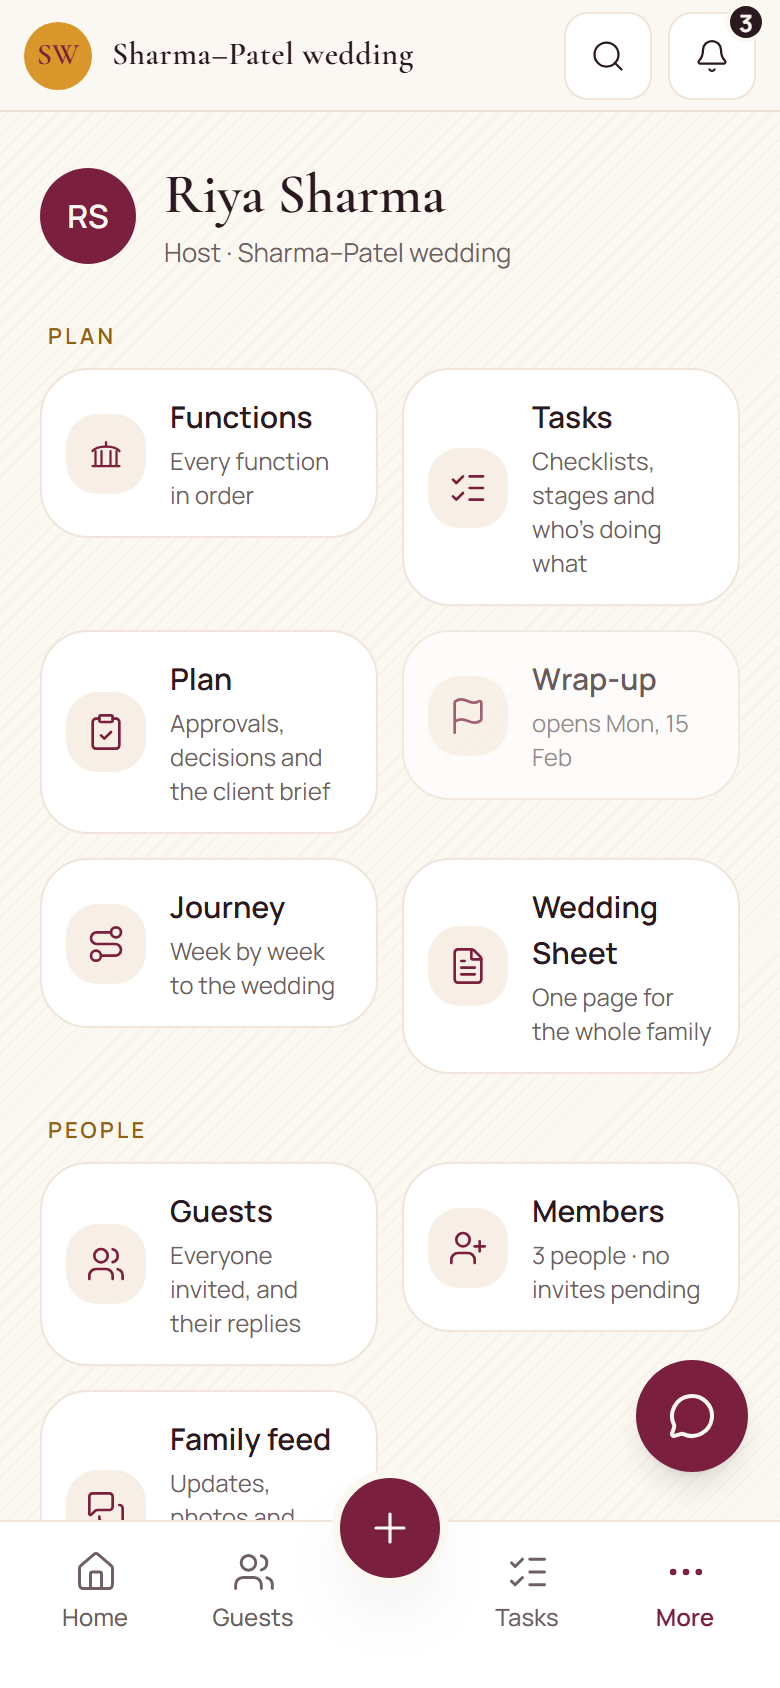 SW
Sharma–Patel wedding
3
RS
Riya Sharma
Host · Sharma–Patel wedding
PLAN
Functions
Every function
in order
Tasks
Checklists,
stages and
who’s doing
what
Plan
Approvals,
decisions and
the client brief
Wrap-up
opens Mon, 15
Feb
Journey
Week by week
to the wedding
Wedding
Sheet
One page for
the whole family
PEOPLE
Guests
Everyone
invited, and
their replies
Members
3 people · no
invites pending
Family feed
Updates,
photos and
Home
Guests
Tasks
More